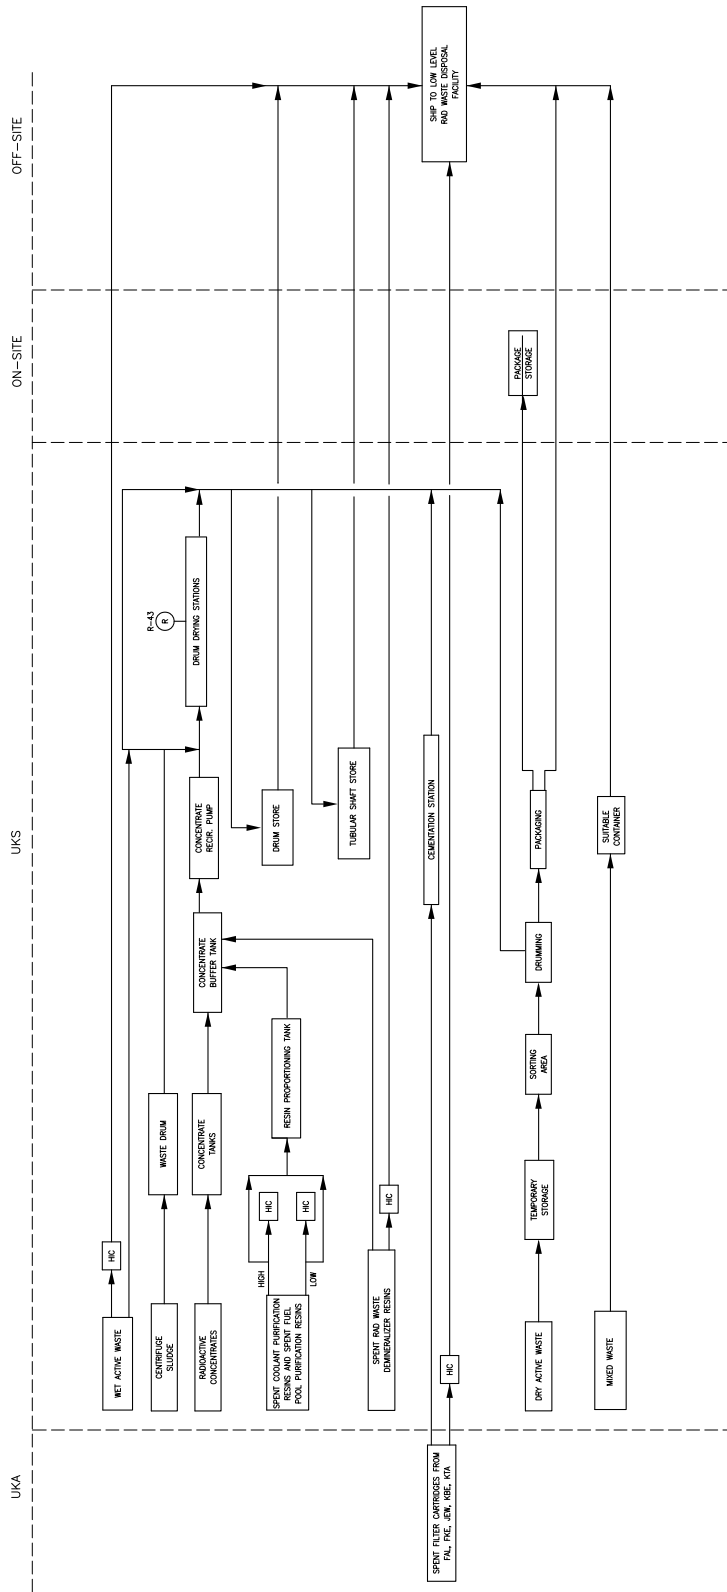 UKA
UKS
ON-SITE
OFF-SITE
WET ACTIVE WASTE
HIC
CENTRIFUGE
SLUDGE
WASTE DRUM
RADIOACTIVE
CONCENTRATES
CONCENTRATE
TANKS
CONCENTRATE
BUFFER TANK
CONCENTRATE
RECIR. PUMP
R-43
R
DRUM DRYING STATIONS
SPENT COOLANT PURIFICATION
RESINS AND SPENT FUEL
POOL PURIFICATION RESINS
HIGH
LOW
HIC
HIC
RESIN PROPORTIONING TANK
DRUM STORE
TUBULAR SHAFT STORE
SPENT RAD WASTE
DEMINERALIZER RESINS
HIC
SPENT FILTER CARTRIDGES FROM
FAL, FKE, JEW, KBE, KTA
HIC
CEMENTATION STATION
SHIP TO LOW LEVEL
RAD WASTE DISPOSAL
FACILITY
DRY ACTIVE WASTE
TEMPORARY
STORAGE
SORTING
AREA
DRUMMING
PACKAGING
PACKAGE
STORAGE
MIXED WASTE
SUITABLE
CONTAINER